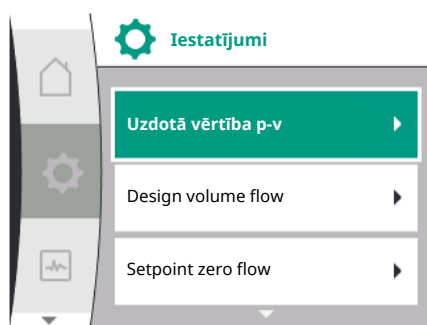 Iestatījumi
Uzdotā vērtība p-v
Design volume flow
Setpoint zero flow